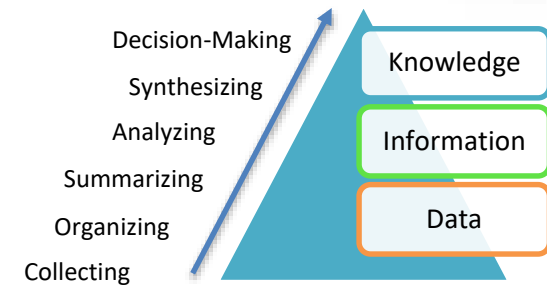 Decision-Making
Synthesizing
Analyzing
Summarizing
Organizing
Collecting
Knowledge
Information
Data